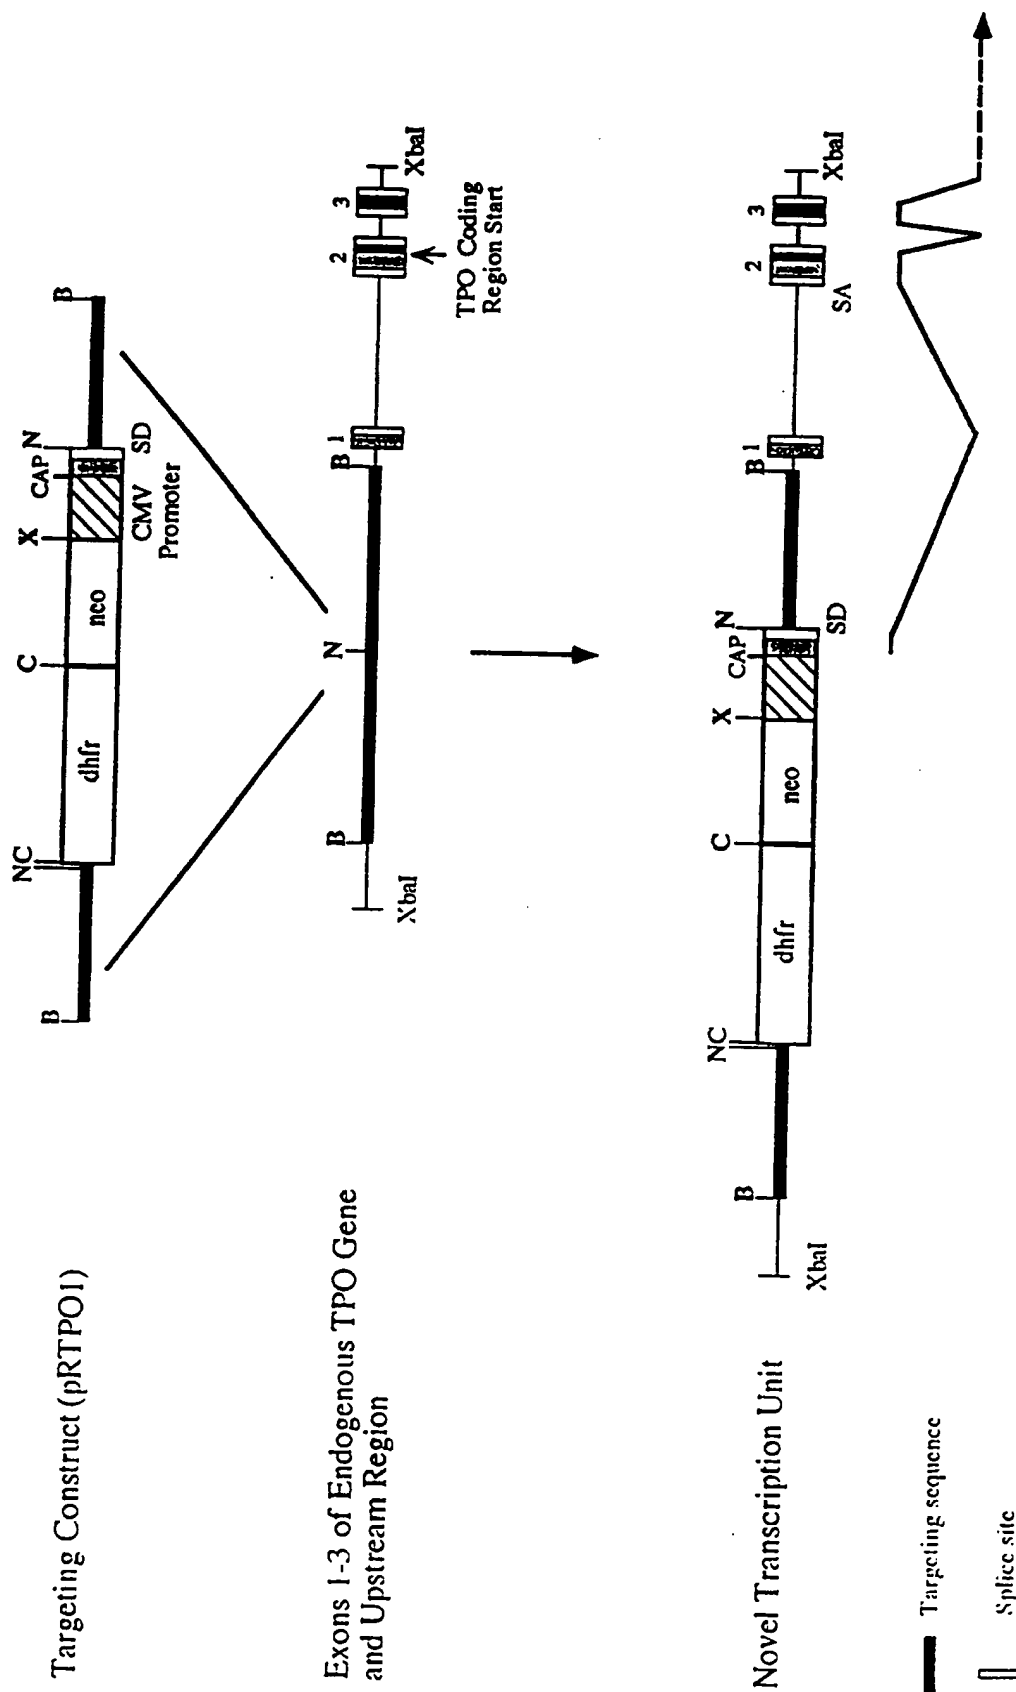 Targeting Construct (pRTPO1)
B
NC
dhfr
C
neo
X
CAP
N
CMV
Promoter
SD
B
Exons 1-3 of Endogenous TPO Gene
and Upstream Region
XbaI
B
N
B
1
2
3
XbaI
TPO Coding
Region Start
Novel Transcription Unit
XbaI
B
NC
dhfr
C
neo
X
CAP
N
SD
B
1
2
SA
3
XbaI
Targeting sequence
Splice site